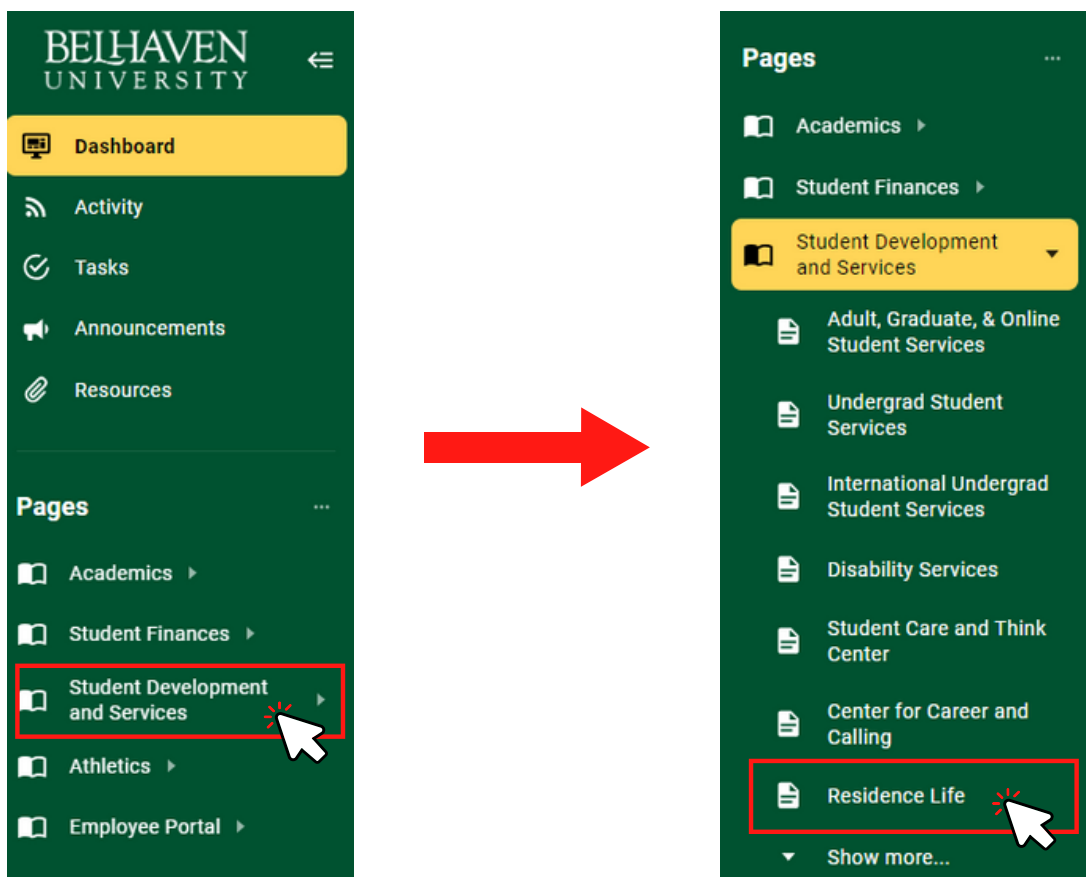 BELHAVEN
UNIVERSITY
Dashboard
Activity
Tasks
Announcements
Resources
Pages
Academics
Student Finances
Student Development
and Services
Athletics
Employee Portal
Pages
Academics
Student Finances
Student Development
and Services
Adult, Graduate, & Online
Student Services
Undergrad Student
Services
International Undergrad
Student Services
Disability Services
Student Care and Think
Center
Center for Career and
Calling
Residence Life
Show more...